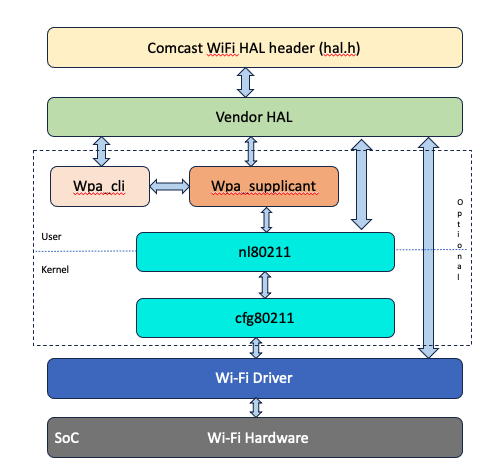 Comcast WiFi HAL header (hal.h)
Vendor HAL
Wpa_cli
Wpa_supplicant
Optional
User
nl80211
Kernel
cfg80211
Wi-Fi Driver
SoC
Wi-Fi Hardware